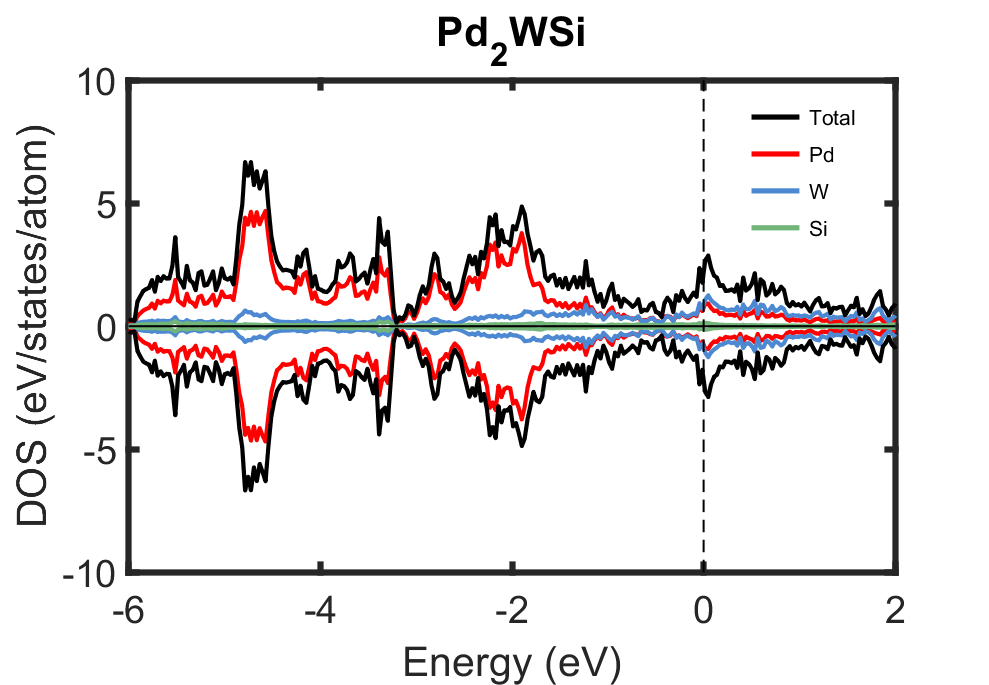 Pd₂WSi
10
5
0
-5
-10
DOS (eV/states/atom)
Total
Pd
W
Si
-6 -4 -2 0 2
Energy (eV)